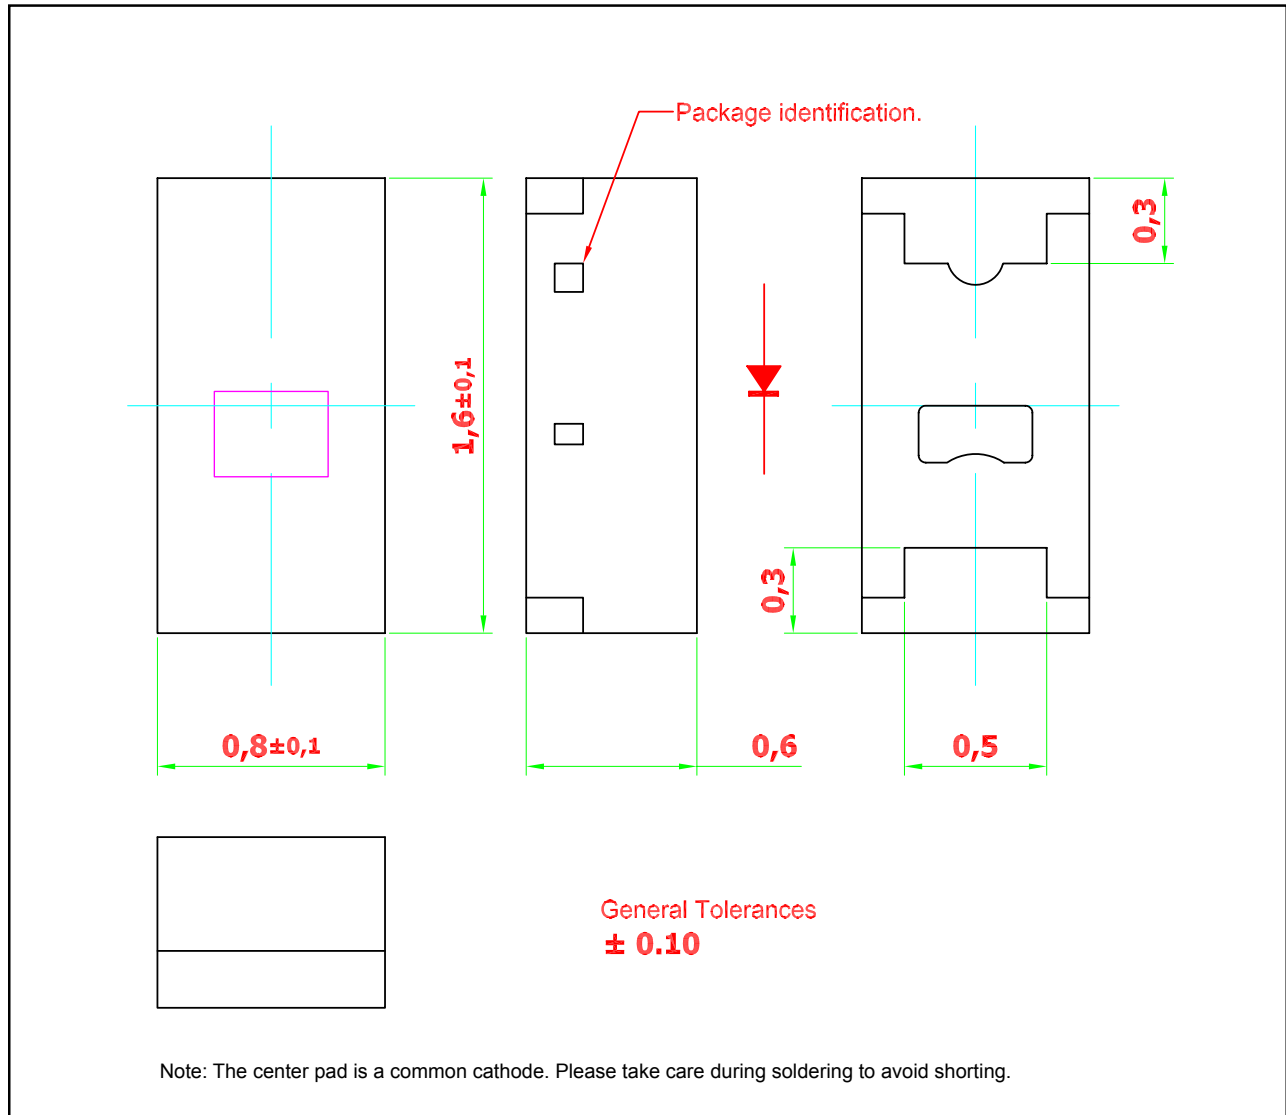 Package identification.
0,3
1,6±0,1
0,3
0,8±0,1
0,6
0,5
General Tolerances
± 0.10
Note: The center pad is a common cathode. Please take care during soldering to avoid shorting.